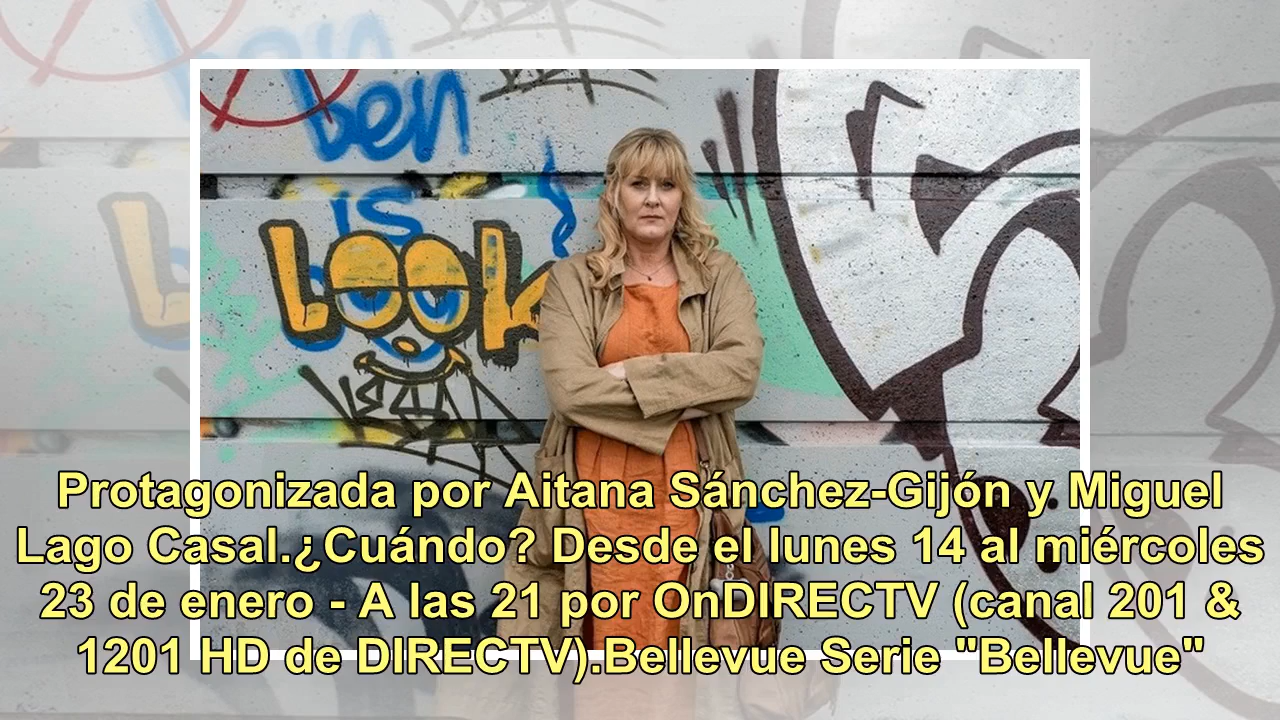 ben
is
look
Protagonizada por Aitana Sánchez-Gijón y Miguel
Lago Casal.¿Cuándo? Desde el lunes 14 al miércoles
23 de enero - A las 21 por OnDIRECTV (canal 201 &
1201 HD de DIRECTV).Bellevue Serie "Bellevue"